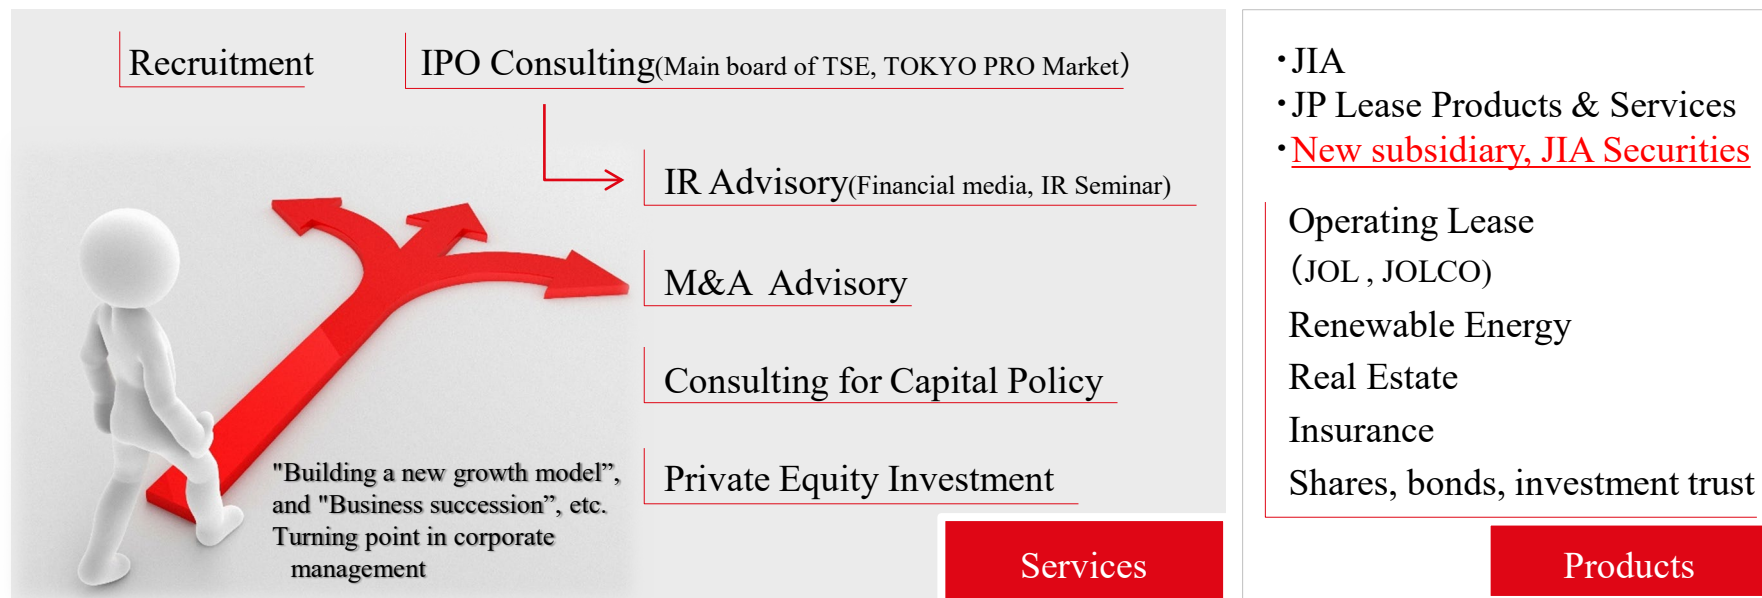 Recruitment
IPO Consulting(Main board of TSE, TOKYO PRO Market)
IR Advisory(Financial media, IR Seminar)
M&A Advisory
Consulting for Capital Policy
Private Equity Investment
"Building a new growth model”,
and "Business succession”, etc.
Turning point in corporate
management
Services
・JIA
・JP Lease Products & Services
・New subsidiary, JIA Securities
Operating Lease
(JOL , JOLCO)
Renewable Energy
Real Estate
Insurance
Shares, bonds, investment trust
Products